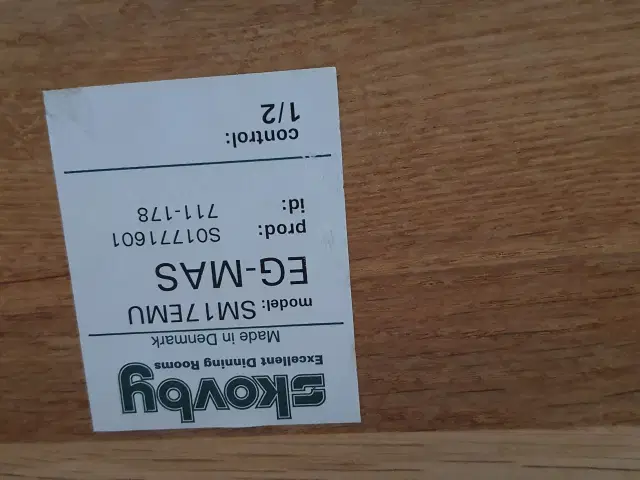 skovby
Excellent Dinning Rooms
Made in Denmark
model: SM17EMU
EG-MAS
prod: S01771601
id: 711-178
control:
1/2